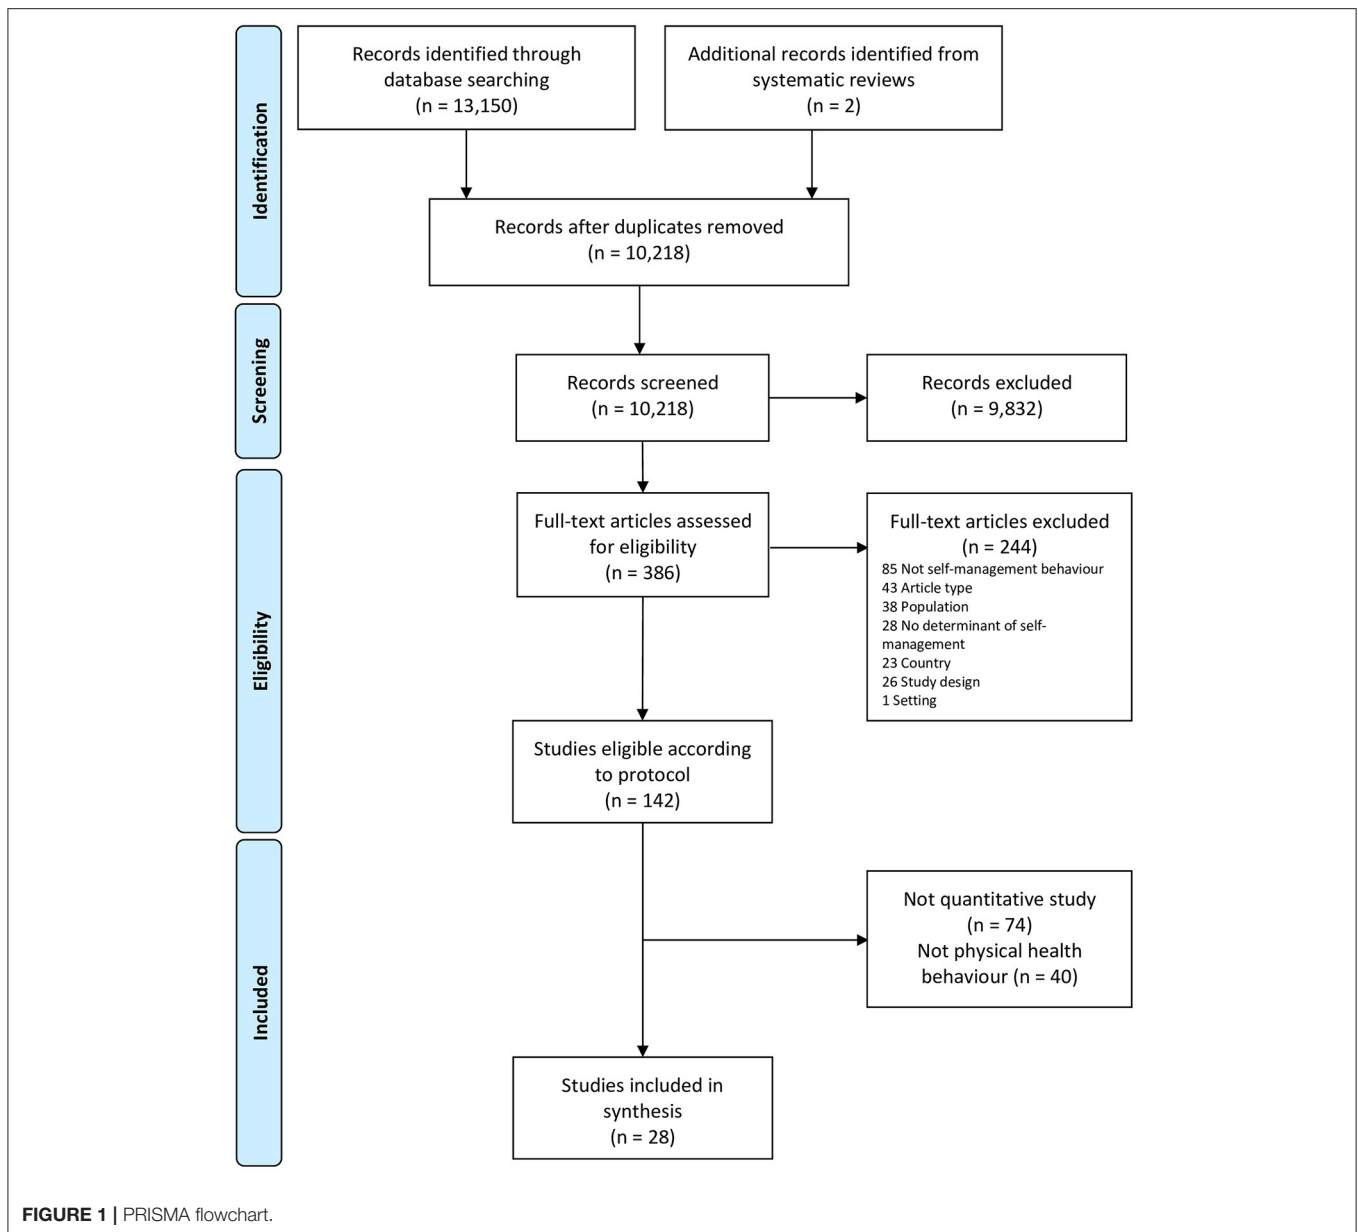 Identification
Records identified through
database searching
(n = 13,150)
Additional records identified from
systematic reviews
(n = 2)
Records after duplicates removed
(n = 10,218)
Screening
Records screened
(n = 10,218)
Records excluded
(n = 9,832)
Eligibility
Full-text articles assessed
for eligibility
(n = 386)
Full-text articles excluded
(n = 244)
85 Not self-management behaviour
43 Article type
38 Population
28 No determinant of self-
management
23 Country
26 Study design
1 Setting
Studies eligible according
to protocol
(n = 142)
Included
Not quantitative study
(n = 74)
Not physical health
behaviour (n = 40)
Studies included in
synthesis
(n = 28)
FIGURE 1 | PRISMA flowchart.